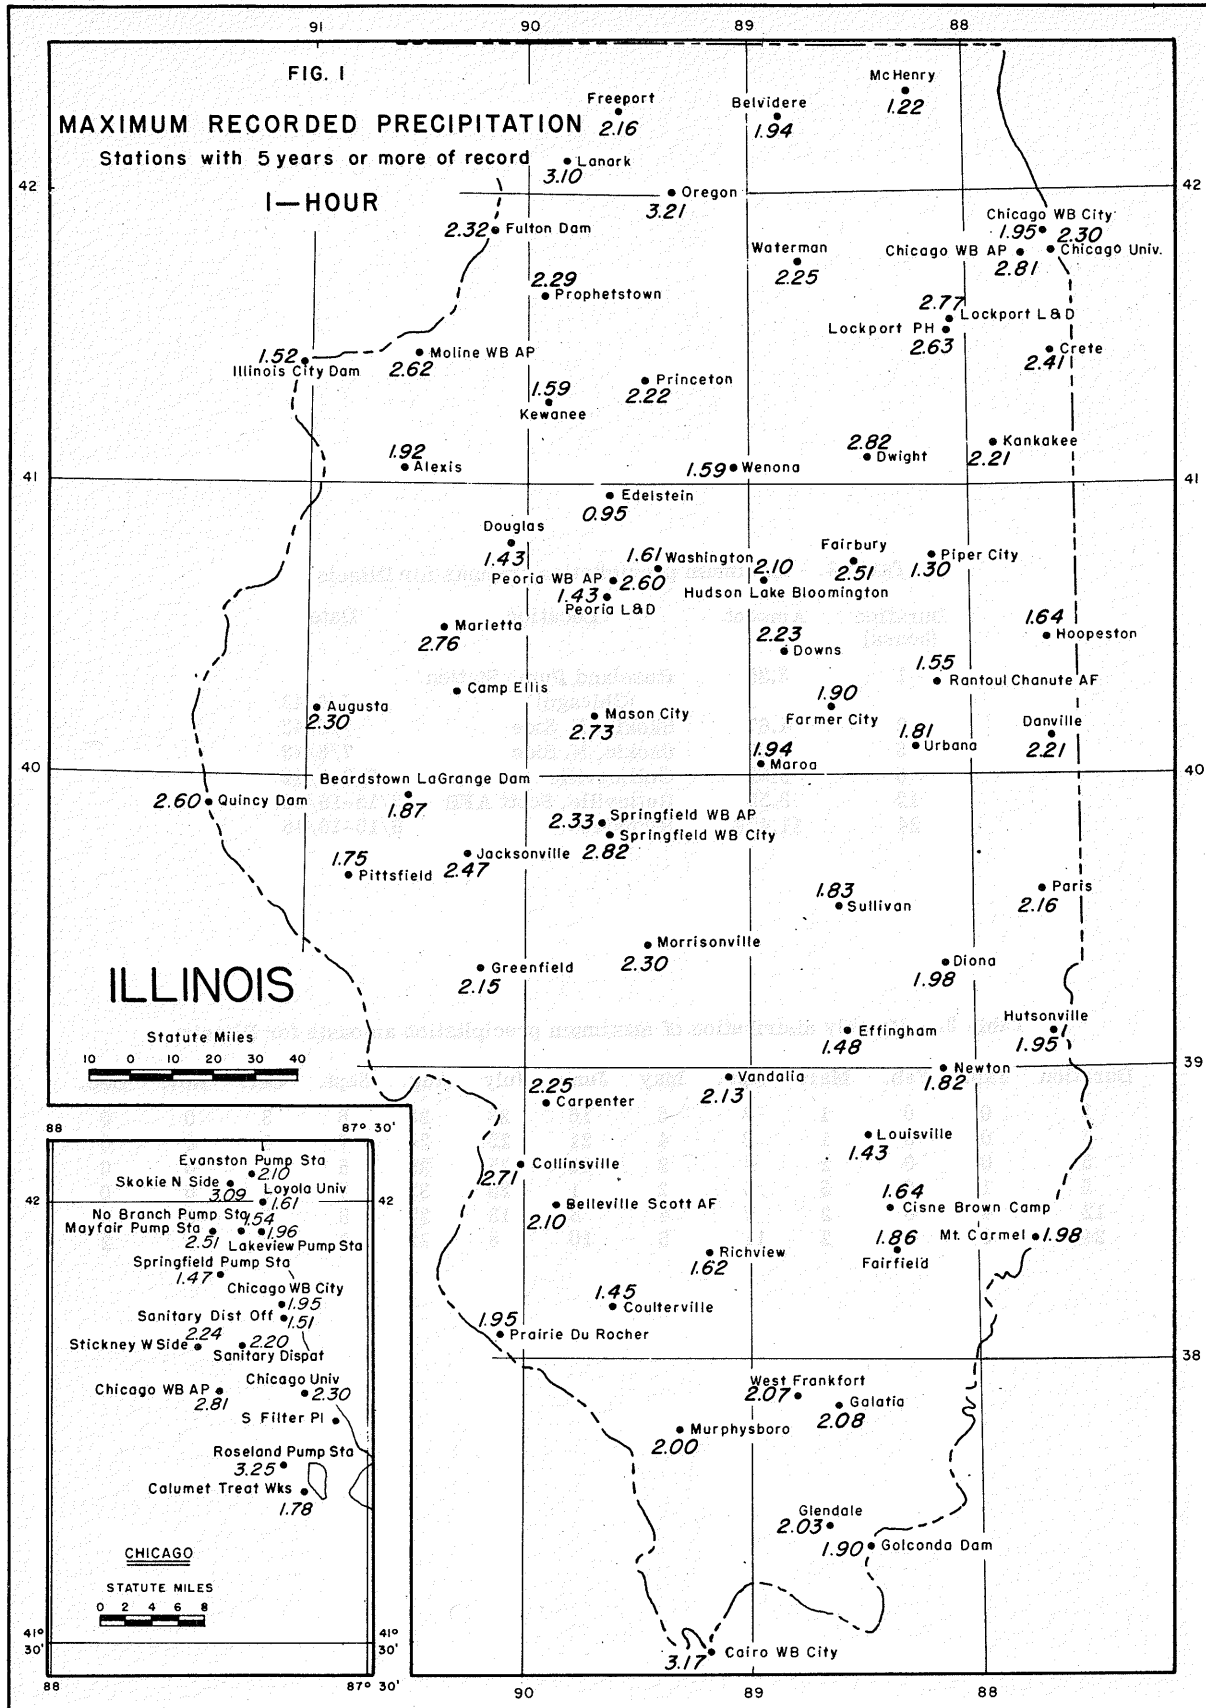 91 90 89 88
FIG. I
MAXIMUM RECORDED PRECIPITATION
Stations with 5 years or more of record
I—HOUR
McHenry
1.22
Freeport
2.16
Belvidere
1.94
Lanark
3.10
42 42
Oregon
3.21
Chicago WB City
1.95 2.30
2.32 Fulton Dam
Waterman
2.25
Chicago WB AP Chicago Univ.
2.81
2.29
Prophetstown
2.77
Lockport L&D
Lockport PH
2.63
1.52
Illinois City Dam
Moline WB AP
2.62
Crete
2.41
Princeton
2.22
1.59
Kewanee
1.92
Alexis
1.59 Wenona
2.82
Dwight
Kankakee
2.21
41 41
Edelstein
0.95
Douglas
1.43
1.61 Washington
Peoria WB AP 2.60
1.43
Peoria L&D
2.10
Hudson Lake Bloomington
Fairbury
2.51
Piper City
1.30
Marietta
2.76
2.23
Downs
1.64
Hoopeston
1.55
Rantoul Chanute AF
Camp Ellis
Augusta
2.30
Mason City
2.73
1.90
Farmer City
1.81
Urbana
Danville
2.21
1.94
Maroa
40 40
Beardstown LaGrange Dam
1.87
2.60 Quincy Dam
2.33 Springfield WB AP
Springfield WB City
2.82
1.75
Pittsfield
Jacksonville
2.47
1.83
Sullivan
Paris
2.16
Morrisonville
2.30
Greenfield
2.15
Diona
1.98
ILLINOIS
Statute Miles
10 0 10 20 30 40
Effingham
1.48
Hutsonville
1.95
39 39
Newton
1.82
Vandalia
2.13
2.25
Carpenter
Louisville
1.43
Collinsville
2.71
Belleville Scott AF
2.10
1.64
Cisne Brown Camp
Mt. Carmel 1.98
1.86
Fairfield
Richview
1.62
1.45
Coulterville
1.95
Prairie Du Rocher
38 38
West Frankfort
2.07
Galatia
2.08
Murphysboro
2.00
Glendale
2.03
1.90 Golconda Dam
Cairo WB City
3.17
88 87° 30'
Evanston Pump Sta
2.10
Skokie N Side
3.09
Loyola Univ
1.61
42 42
No Branch Pump Sta
1.54
Mayfair Pump Sta
2.51
1.96
Lakeview Pump Sta
Springfield Pump Sta
1.47
Chicago WB City
1.95
Sanitary Dist Off
1.51
2.24
Stickney W Side
2.20
Sanitary Dispat
Chicago WB AP
2.81
Chicago Univ
2.30
S Filter Pl
Roseland Pump Sta
3.25
Calumet Treat Wks
1.78
CHICAGO
STATUTE MILES
0 2 4 6 8
41° 30' 41° 30'
88 87° 30' 90 89 88